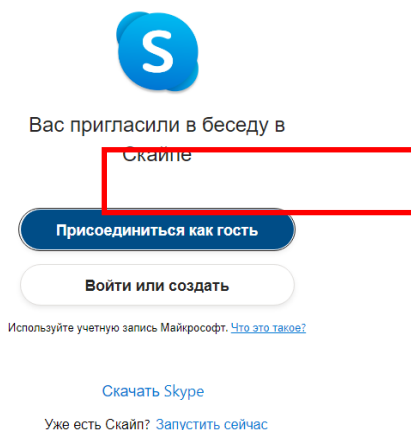 S
Вас пригласили в беседу в
Скайпе
Присоединиться как гость
Войти или создать
Используйте учетную запись Майкрософт. Что это такое?
Скачать Skype
Уже есть Скайп? Запустить сейчас